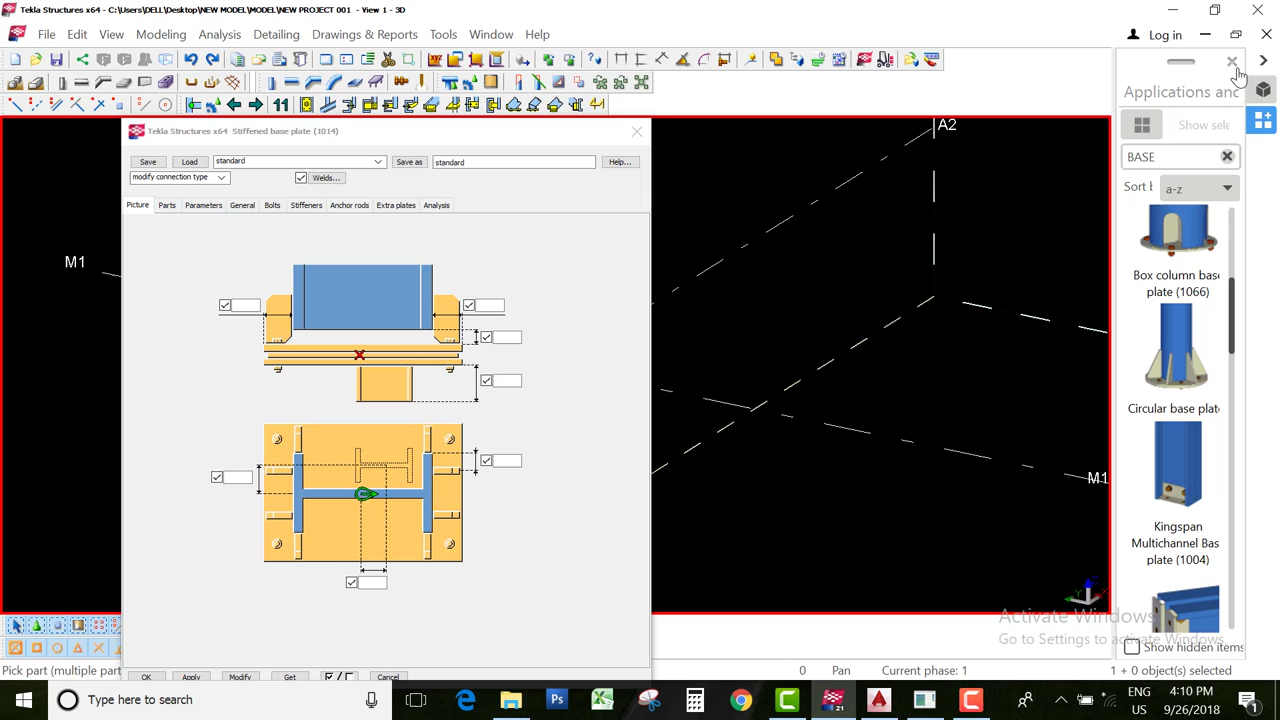 Tekla Structures x64 - C:\Users\DELL\Desktop\NEW MODEL\MODEL\NEW PROJECT 001 - View 1 - 3D
File Edit View Modeling Analysis Detailing Drawings & Reports Tools Window Help
Log in
Applications and
Show sele
BASE
Sort b a-z
Box column base
plate (1066)
Circular base plate
Kingspan
Multichannel Bas
plate (1004)
Show hidden items
A2
M1
M1
Tekla Structures x64 Stiffened base plate (1014)
Save Load standard Save as standard Help...
modify connection type Welds...
Picture Parts Parameters General Bolts Stiffeners Anchor rods Extra plates Analysis
OK Apply Modify Get Cancel
Activate Windows
Go to Settings to activate Windows.
Pick part (multiple part 0 Pan Current phase: 1 1 + 0 object(s) selected
Type here to search
ENG 4:10 PM
US 9/26/2018
21
1